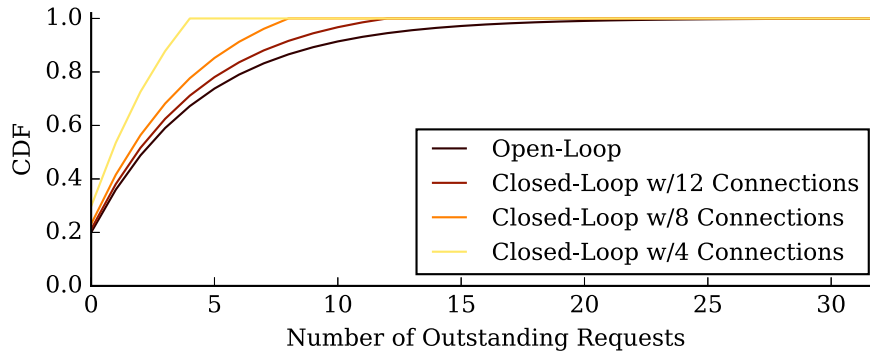 1.0
0.8
0.6
0.4
0.2
0.0
CDF
Open-Loop
Closed-Loop w/12 Connections
Closed-Loop w/8 Connections
Closed-Loop w/4 Connections
0 5 10 15 20 25 30
Number of Outstanding Requests